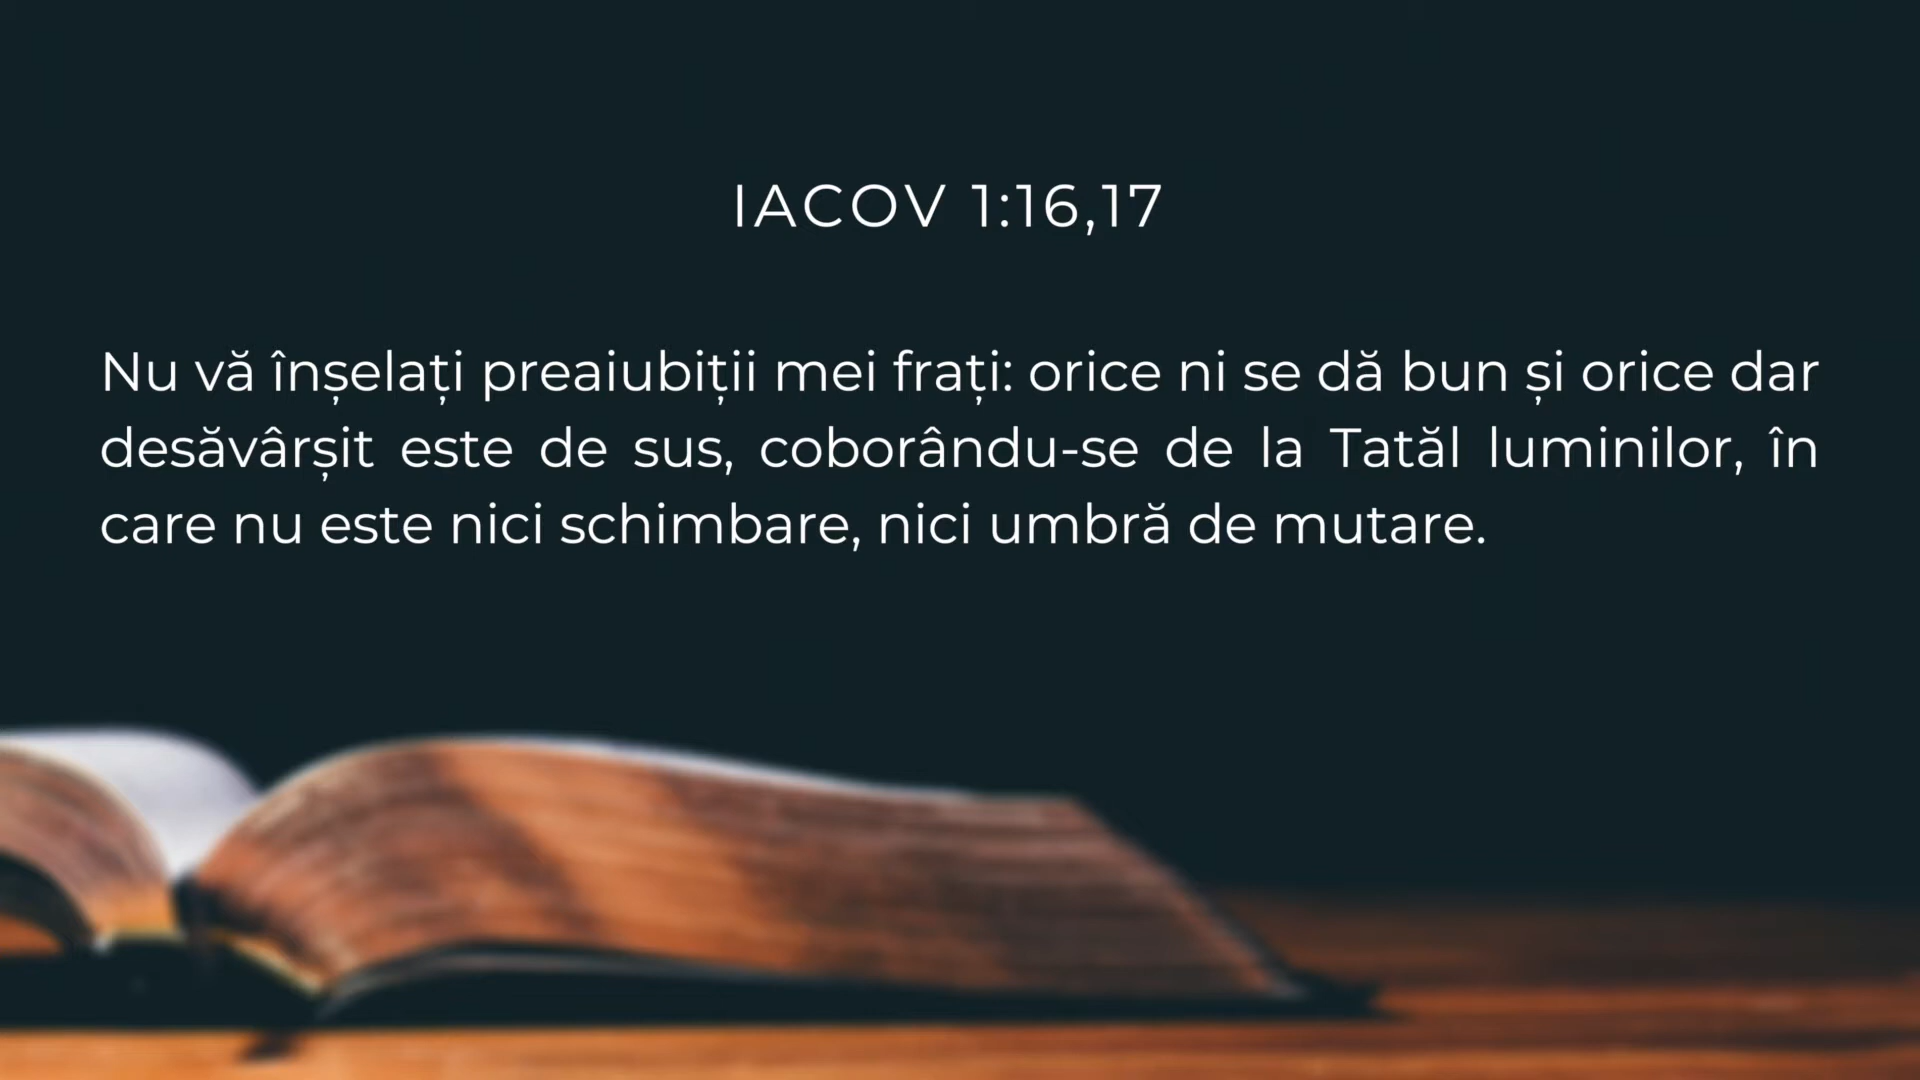 IACOV 1:16,17
Nu vă înșelați preaiubiții mei frați: orice ni se dă bun și orice dar
desăvârșit este de sus, coborându-se de la Tatăl luminilor, în
care nu este nici schimbare, nici umbră de mutare.